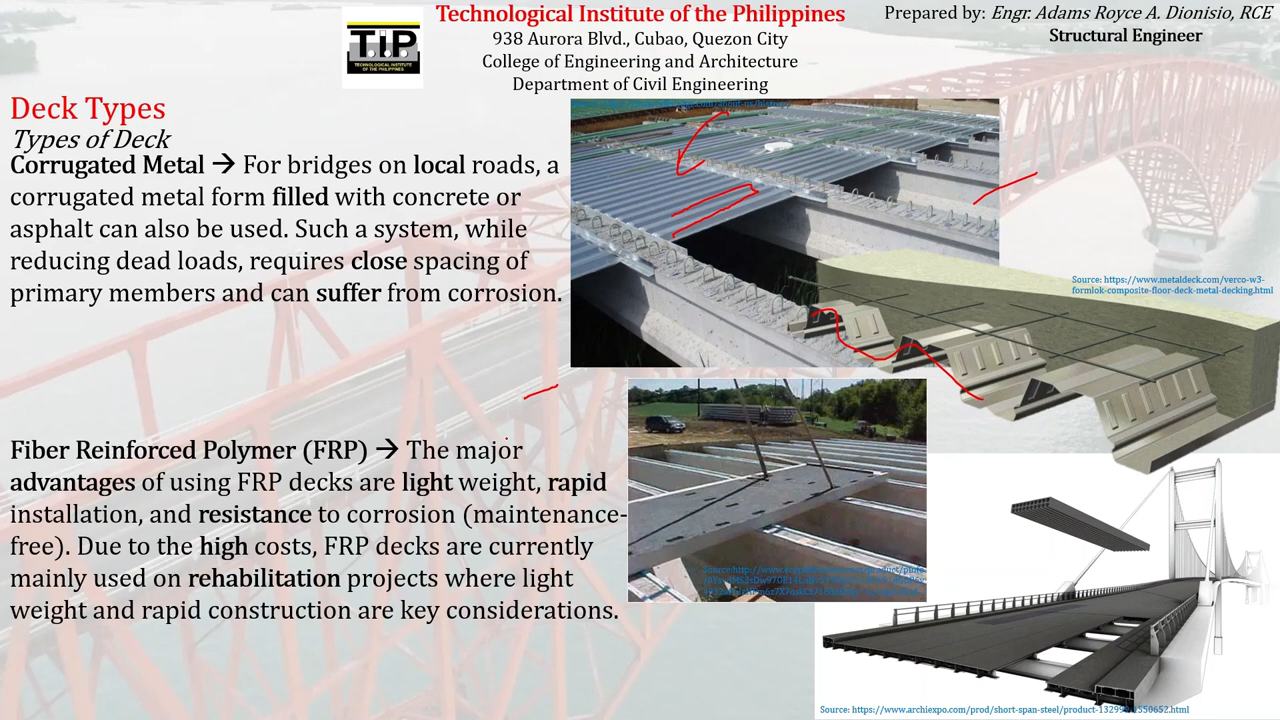 Technological Institute of the Philippines
938 Aurora Blvd., Cubao, Quezon City
College of Engineering and Architecture
Department of Civil Engineering
Prepared by: Engr. Adams Royce A. Dionisio, RCE
Structural Engineer
TiP
TECHNOLOGICAL INSTITUTE
OF THE PHILIPPINES
Deck Types
Types of Deck
Corrugated Metal → For bridges on local roads, a
corrugated metal form filled with concrete or
asphalt can also be used. Such a system, while
reducing dead loads, requires close spacing of
primary members and can suffer from corrosion.
Fiber Reinforced Polymer (FRP) → The major
advantages of using FRP decks are light weight, rapid
installation, and resistance to corrosion (maintenance-
free). Due to the high costs, FRP decks are currently
mainly used on rehabilitation projects where light
weight and rapid construction are key considerations.
Source: https://www.metaldeck.com/verco-w3-
formlok-composite-floor-deck-metal-decking.html
Source: https://www.archiexpo.com/prod/short-span-steel/